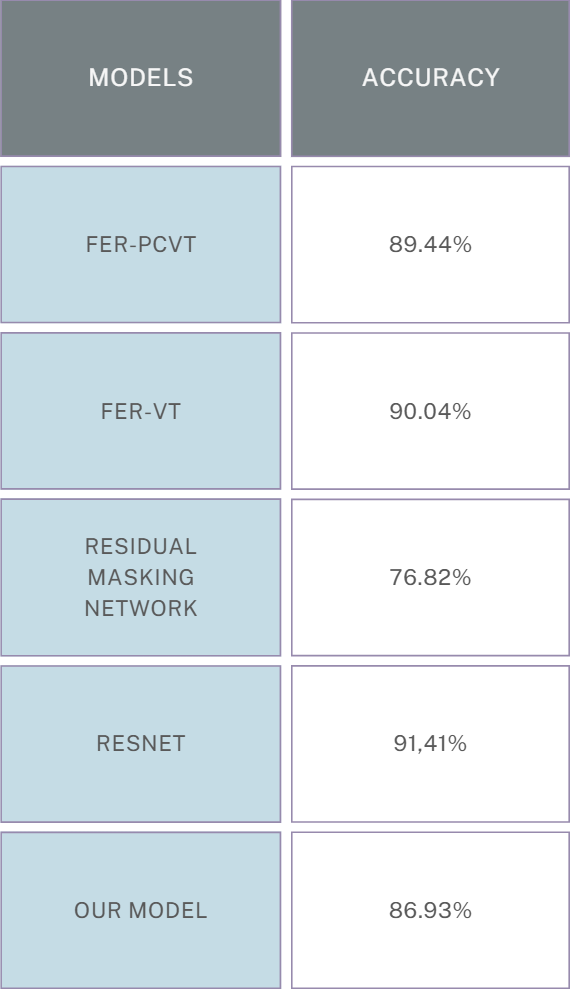 MODELS ACCURACY
FER-PCVT 89.44%
FER-VT 90.04%
RESIDUAL
MASKING 76.82%
NETWORK
RESNET 91,41%
OUR MODEL 86.93%